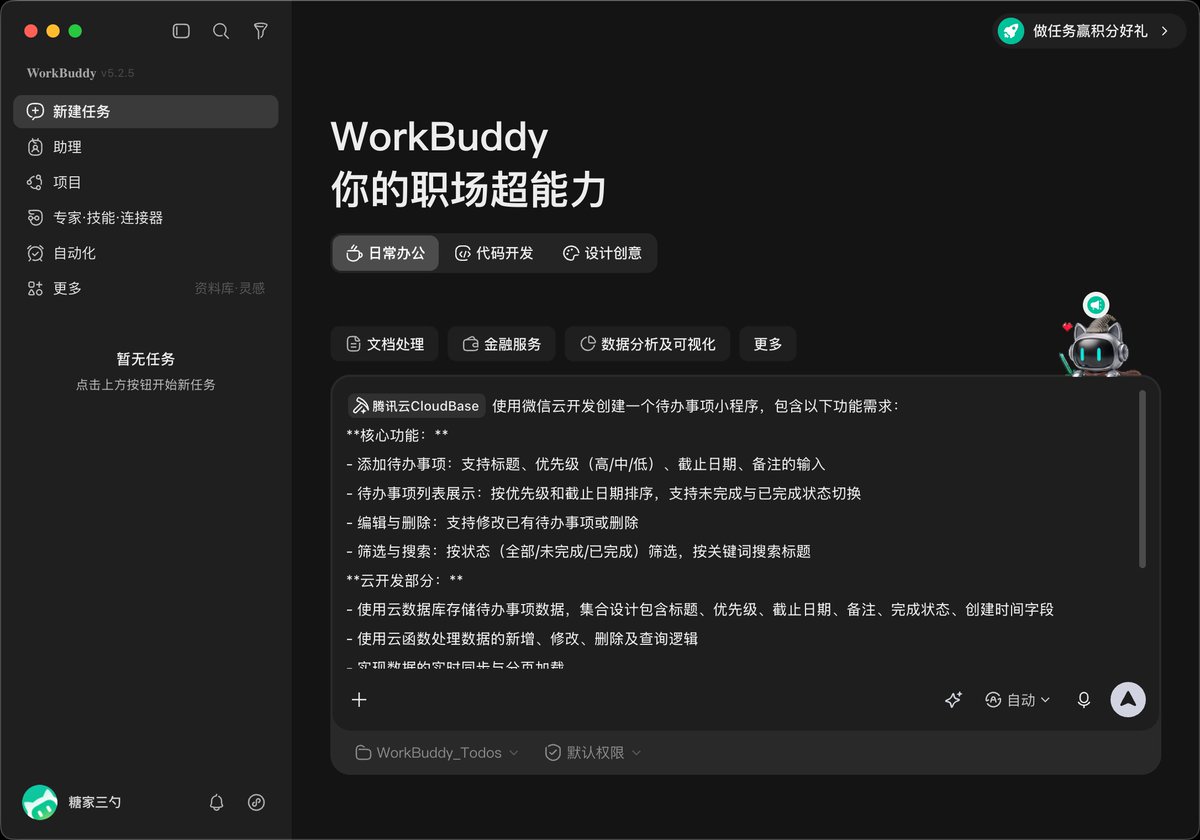 做任务赢积分好礼
WorkBuddy v5.2.5
新建任务
助理
项目
专家·技能·连接器
自动化
更多 资料库·灵感
暂无任务
点击上方按钮开始新任务
糖家三勺
WorkBuddy
你的职场超能力
日常办公 代码开发 设计创意
文档处理 金融服务 数据分析及可视化 更多
腾讯云CloudBase 使用微信云开发创建一个待办事项小程序，包含以下功能需求：
**核心功能：**
- 添加待办事项：支持标题、优先级（高/中/低）、截止日期、备注的输入
- 待办事项列表展示：按优先级和截止日期排序，支持未完成与已完成状态切换
- 编辑与删除：支持修改已有待办事项或删除
- 筛选与搜索：按状态（全部/未完成/已完成）筛选，按关键词搜索标题
**云开发部分：**
- 使用云数据库存储待办事项数据，集合设计包含标题、优先级、截止日期、备注、完成状态、创建时间字段
- 使用云函数处理数据的新增、修改、删除及查询逻辑
- 实现数据的实时同步与分页加载
自动
WorkBuddy_Todos 默认权限